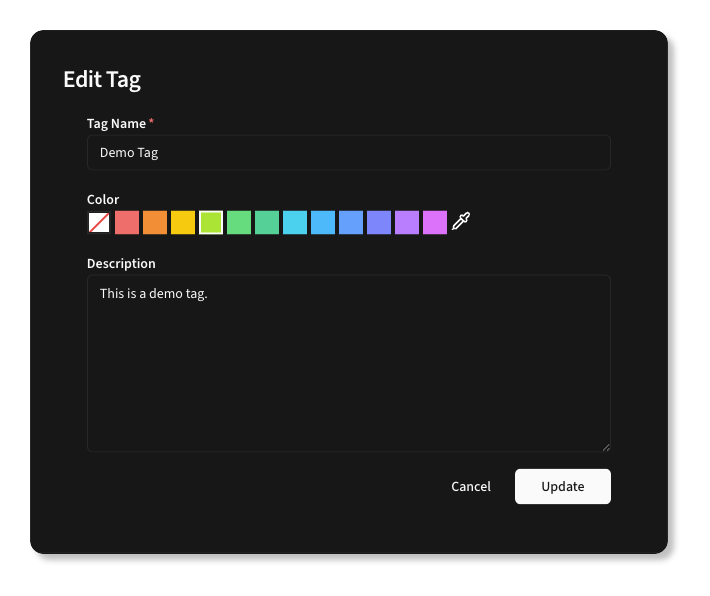 Edit Tag
Tag Name *
Demo Tag
Color
Description
This is a demo tag.
Cancel Update